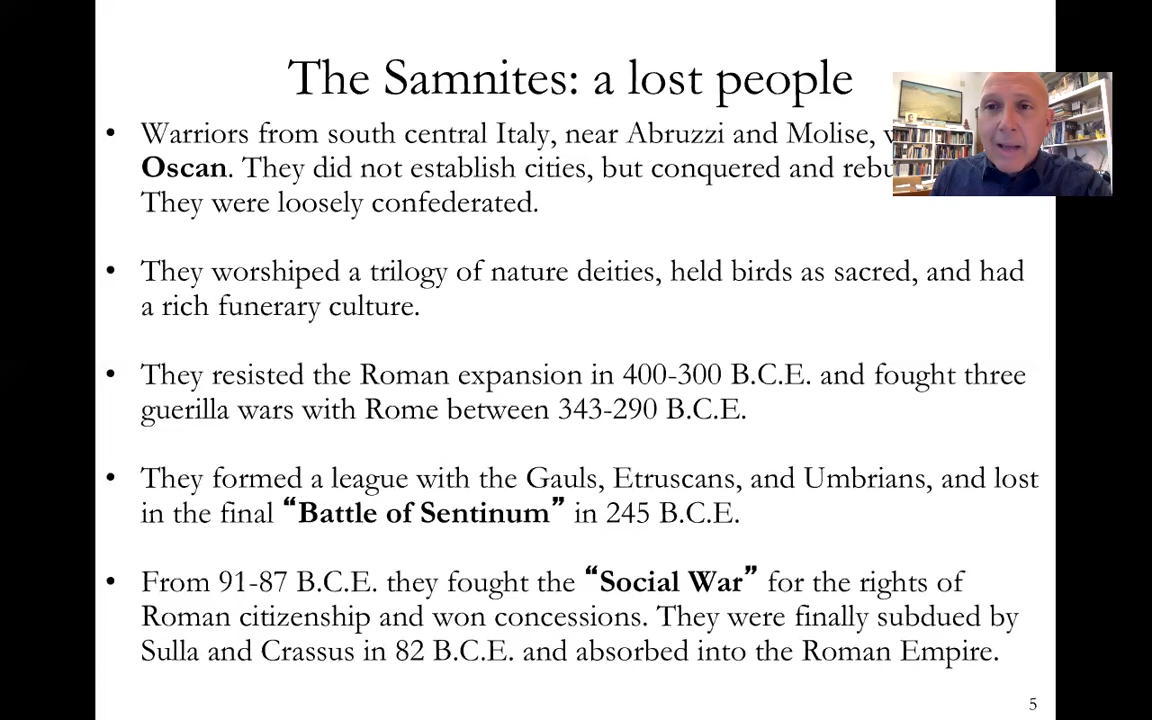 The Samnites: a lost people
• Warriors from south central Italy, near Abruzzi and Molise,
Oscan. They did not establish cities, but conquered and
They were loosely confederated.
• They worshiped a trilogy of nature deities, held birds as sacred, and had
a rich funerary culture.
• They resisted the Roman expansion in 400-300 B.C.E. and fought three
guerilla wars with Rome between 343-290 B.C.E.
• They formed a league with the Gauls, Etruscans, and Umbrians, and lost
in the final “Battle of Sentinum” in 245 B.C.E.
• From 91-87 B.C.E. they fought the “Social War” for the rights of
Roman citizenship and won concessions. They were finally subdued by
Sulla and Crassus in 82 B.C.E. and absorbed into the Roman Empire.
5